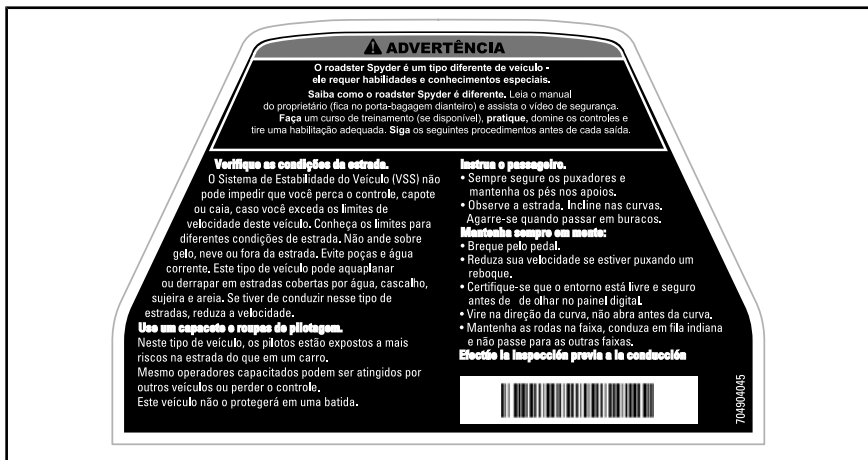 ADVERTÊNCIA
O roadster Spyder é um tipo diferente de veículo -
ele requer habilidades e conhecimentos especiais.
Saiba como o roadster Spyder é diferente. Leia o manual
do proprietário (fica no porta-bagagem dianteiro) e assista o vídeo de segurança.
Faça um curso de treinamento (se disponível), pratique, domine os controles e
tire uma habilitação adequada. Siga os seguintes procedimentos antes de cada saída.
Verifique as condições da estrada.
O Sistema de Estabilidade do Veículo (VSS) não
pode impedir que você perca o controle, capote
ou caia, caso você exceda os limites de
velocidade deste veículo. Conheça os limites para
diferentes condições de estrada. Não ande sobre
gelo, neve ou fora da estrada. Evite poças e água
corrente. Este tipo de veículo pode aquaplanar
ou derrapar em estradas cobertas por água, cascalho,
sujeira e areia. Se tiver de conduzir nesse tipo de
estradas, reduza a velocidade.
Use um capacete e roupas de pilotagem.
Neste tipo de veículo, os pilotos estão expostos a mais
riscos na estrada do que em um carro.
Mesmo operadores capacitados podem ser atingidos por
outros veículos ou perder o controle.
Este veículo não o protegerá em uma batida.
Instrua o passageiro.
• Sempre segure os puxadores e
mantenha os pés nos apoios.
• Observe a estrada. Incline nas curvas.
Agarre-se quando passar em buracos.
Mantenha sempre em mente:
• Breque pelo pedal.
• Reduza sua velocidade se estiver puxando um
reboque.
• Certifique-se que o entorno está livre e seguro
antes de de olhar no painel digital.
• Vire na direção da curva, não abra antes da curva.
• Mantenha as rodas na faixa, conduza em fila indiana
e não passe para as outras faixas.
Efectúe la inspección previa a la conducción
704904045